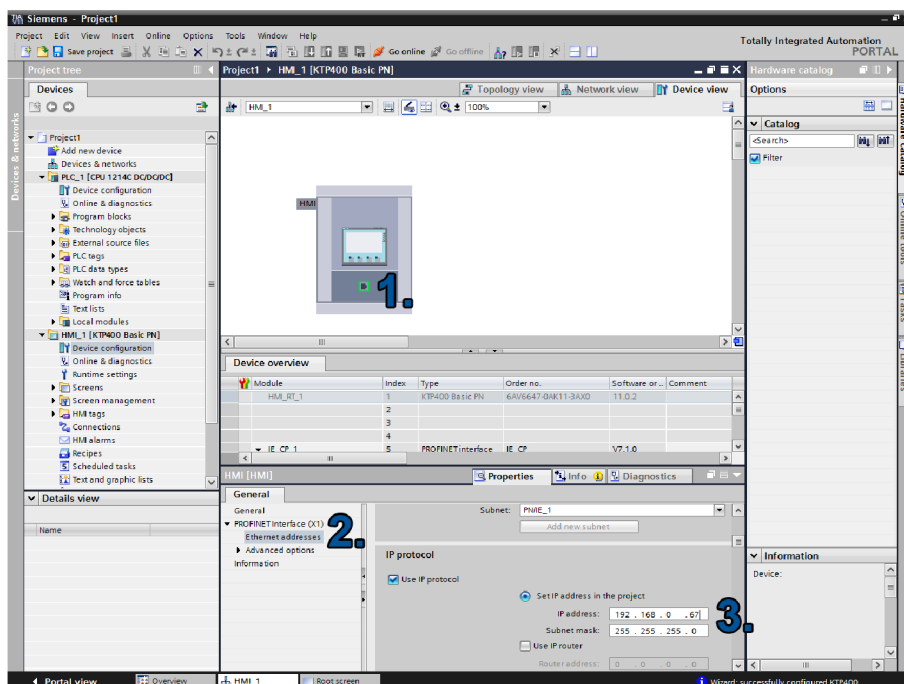 Siemens - Project1
Project Edit View Insert Online Options Tools Window Help
Totally Integrated Automation
PORTAL
Save project
Go online
Go offline
Project tree
Devices
Devices & networks
Project1
Add new device
Devices & networks
PLC_1 [CPU 1214C DC/DC/DC]
Device configuration
Online & diagnostics
Program blocks
Technology objects
External source files
PLC tags
PLC data types
Watch and force tables
Program info
Text lists
Local modules
HMI_1 [KTP400 Basic PN]
Device configuration
Online & diagnostics
Runtime settings
Screens
Screen management
HMI tags
Connections
HMI alarms
Recipes
Scheduled tasks
Text and graphic lists
Details view
Name
Project1 HMI_1 [KTP400 Basic PN]
Topology view
Network view
Device view
HMI_1
100%
HMI
1.
Device overview
Module Index Type Order no. Software or .. Comment
HMI_RT_1 1 KTP400 Basic PN 6AV6647-0AK11-3AX0 11.0.2
2
3
4
IE_CP_1 5 PROFINET interface IE_CP V7.1.0
HMI [HMI]
Properties
Info
Diagnostics
General
General
PROFINET Interface (X1)
Ethernet addresses
Advanced options
Information
2.
Subnet: PN/IE_1
Add new subnet
IP protocol
Use IP protocol
Set IP address in the project
IP address: 192 . 168 . 0 .67
Subnet mask: 255 . 255 . 255 . 0
Use IP router
Router address: 0 . 0 . 0 . 0
3.
Hardware catalog
Options
Catalog
<Search>
Filter
Information
Device:
Hardware catalog
Online tools
Tasks
Libraries
Portal view
Overview
HMI_1
Root screen
Wizard: successfully configured KTP400